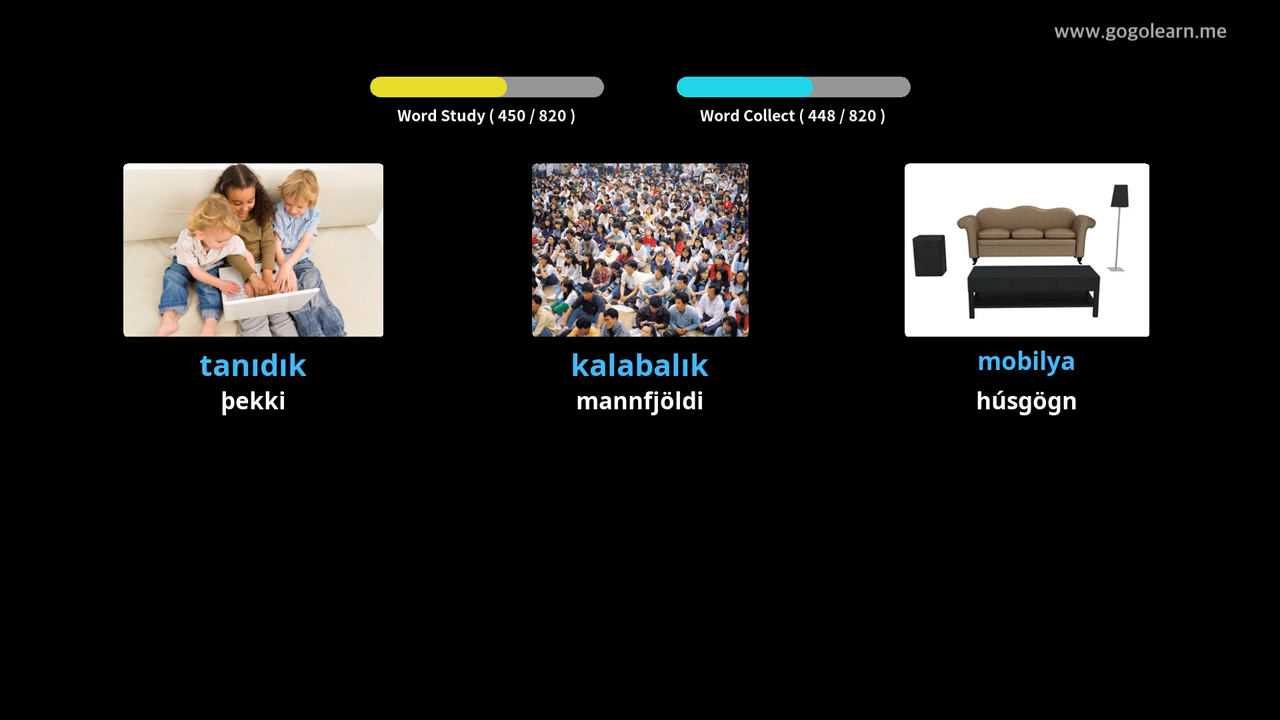 www.gogolearn.me
Word Study ( 450 / 820 )
Word Collect ( 448 / 820 )
tanıdık
þekki
kalabalık
mannfjöldi
mobilya
húsgögn